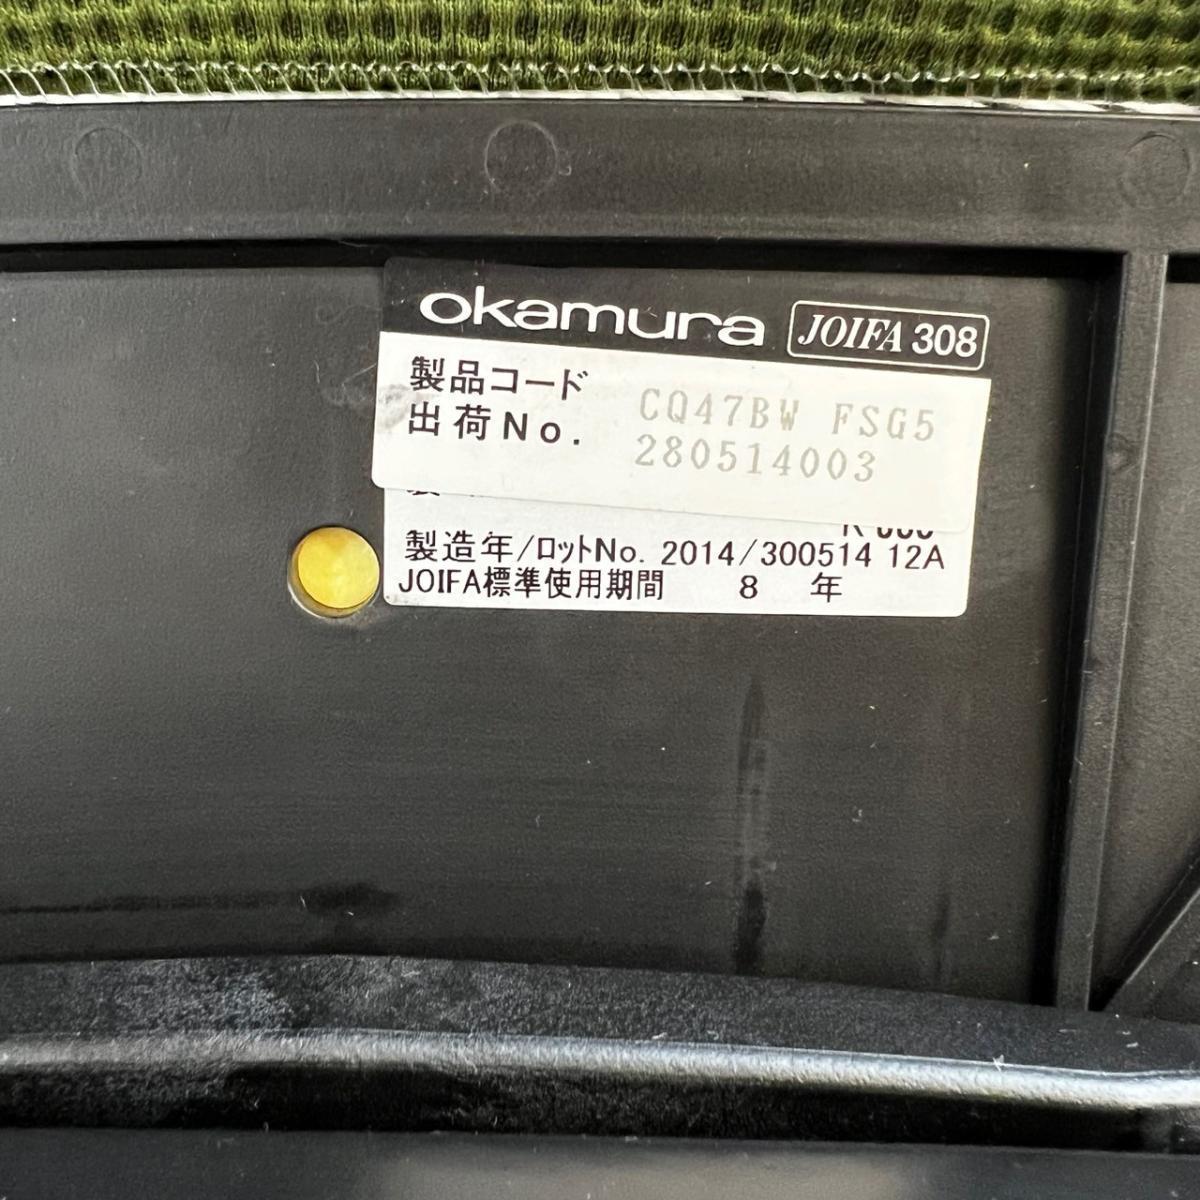 okamura JOIFA 308
製品コード CQ47BW FSG5
出荷No. 280514003
製造年/ロットNo. 2014/300514 12A
JOIFA標準使用期間 8 年